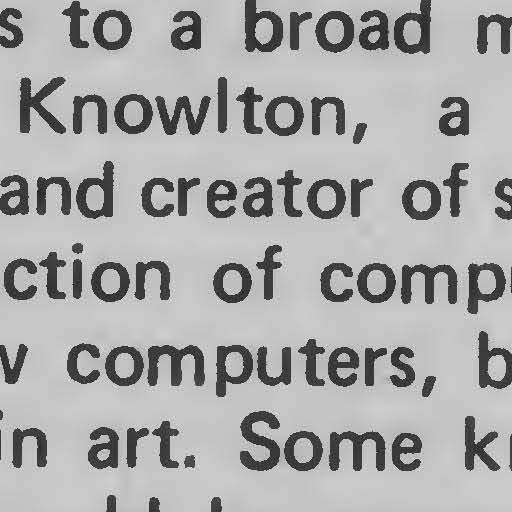 s to a broad m
Knowlton, a
and creator of s
ction of comp
w computers, b
in art. Some k